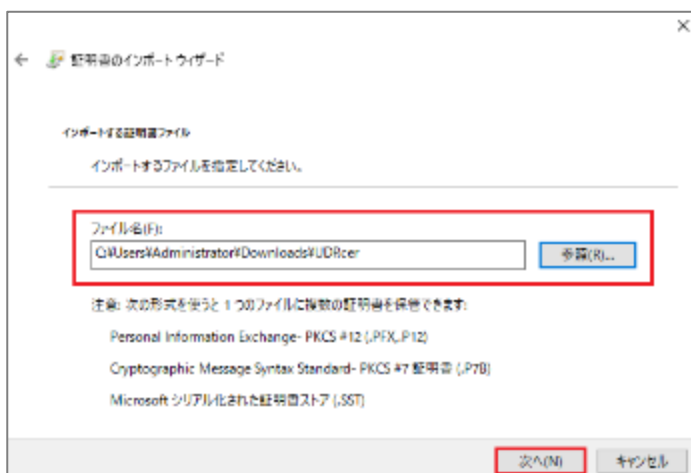 証明書のインポート ウィザード
インポートする証明書ファイル
インポートするファイルを指定してください。
ファイル名(F):
C:¥Users¥Administrator¥Downloads¥UDR.cer
参照(R)...
注意: 次の形式を使うと 1 つのファイルに複数の証明書を保管できます:
Personal Information Exchange- PKCS #12 (.PFX,.P12)
Cryptographic Message Syntax Standard- PKCS #7 証明書 (.P7B)
Microsoft シリアル化された証明書ストア (.SST)
次へ(N)
キャンセル